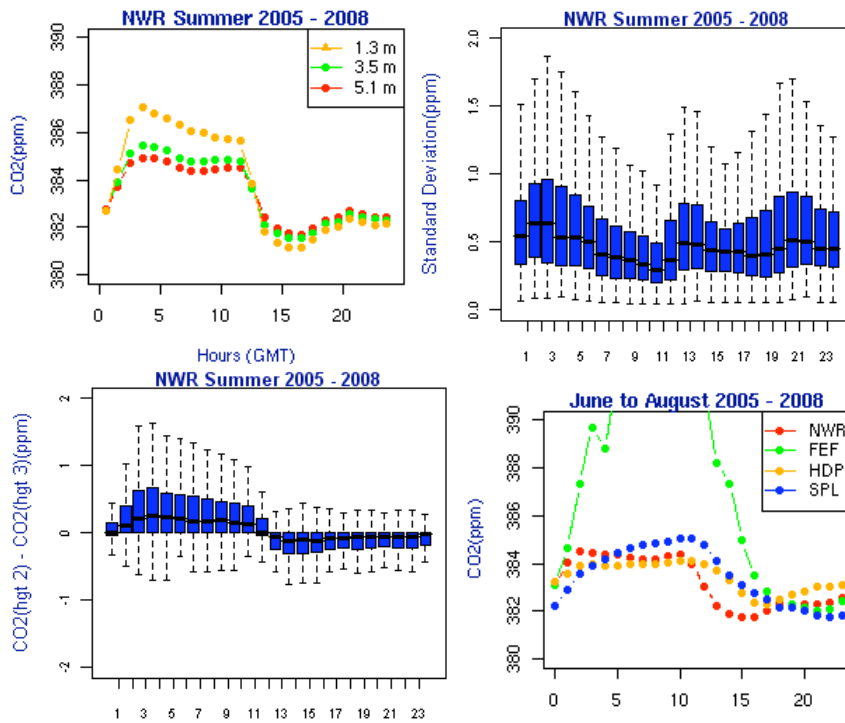 NWR Summer 2005 - 2008
CO2(ppm)
390
388
386
384
382
380
1.3 m
3.5 m
5.1 m
0 5 10 15 20
Hours (GMT)
NWR Summer 2005 - 2008
Standard Deviation(ppm)
2.0
1.5
1.0
0.5
0.0
1 3 5 7 9 11 13 15 17 19 21 23
NWR Summer 2005 - 2008
CO2(hgt 2) - CO2(hgt 3)(ppm)
2
1
0
-1
-2
1 3 5 7 9 11 13 15 17 19 21 23
June to August 2005 - 2008
CO2(ppm)
390
388
386
384
382
380
NWR
FEF
HDP
SPL
0 5 10 15 20